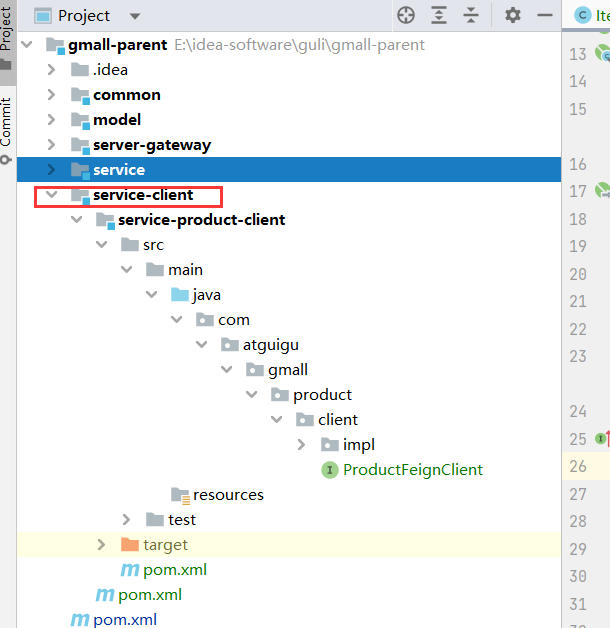 Project
Ite
gmall-parent E:\idea-software\guli\gmall-parent
.idea
common
model
server-gateway
service
service-client
service-product-client
src
main
java
com
atguigu
gmall
product
client
impl
ProductFeignClient
resources
test
target
pom.xml
pom.xml
pom.xml
Project
Commit
13
14
15
16
17
18
19
20
21
22
23
24
25
26
27
28
29
30
31